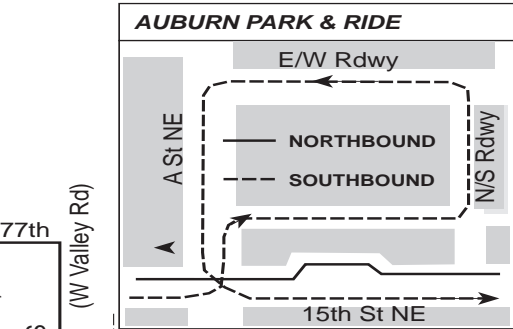 AUBURN PARK & RIDE
E/W Rdwy
A St NE
NORTHBOUND
SOUTHBOUND
N/S Rdwy
77th
(W Valley Rd)
15th St NE